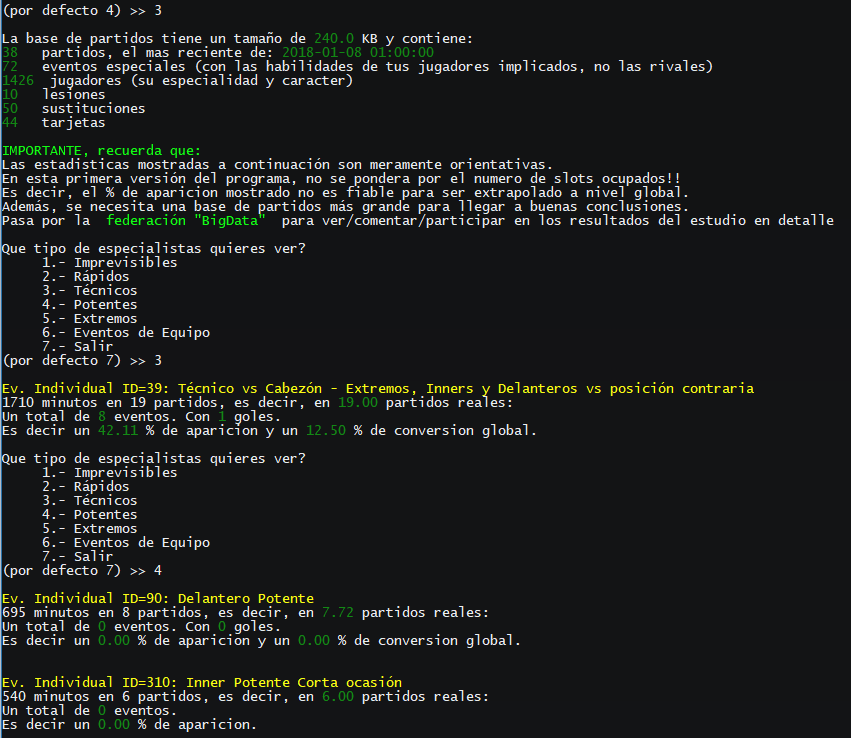 (por defecto 4) >> 3
La base de partidos tiene un tamaño de 240.0 KB y contiene:
38   partidos, el mas reciente de: 2018-01-08 01:00:00
72   eventos especiales (con las habilidades de tus jugadores implicados, no las rivales)
1426  jugadores (su especialidad y caracter)
10   lesiones
50   sustituciones
44   tarjetas
IMPORTANTE, recuerda que:
Las estadisticas mostradas a continuación son meramente orientativas.
En esta primera versión del programa, no se pondera por el numero de slots ocupados!!
Es decir, el % de aparicion mostrado no es fiable para ser extrapolado a nivel global.
Además, se necesita una base de partidos más grande para llegar a buenas conclusiones.
Pasa por la  federación "BigData"  para ver/comentar/participar en los resultados del estudio en detalle
Que tipo de especialistas quieres ver?
1.- Imprevisibles
2.- Rápidos
3.- Técnicos
4.- Potentes
5.- Extremos
6.- Eventos de Equipo
7.- Salir
(por defecto 7) >> 3
Ev. Individual ID=39: Técnico vs Cabezón - Extremos, Inners y Delanteros vs posición contraria
1710 minutos en 19 partidos, es decir, en 19.00 partidos reales:
Un total de 8 eventos. Con 1 goles.
Es decir un 42.11 % de aparicion y un 12.50 % de conversion global.
Que tipo de especialistas quieres ver?
1.- Imprevisibles
2.- Rápidos
3.- Técnicos
4.- Potentes
5.- Extremos
6.- Eventos de Equipo
7.- Salir
(por defecto 7) >> 4
Ev. Individual ID=90: Delantero Potente
695 minutos en 8 partidos, es decir, en 7.72 partidos reales:
Un total de 0 eventos. Con 0 goles.
Es decir un 0.00 % de aparicion y un 0.00 % de conversion global.
Ev. Individual ID=310: Inner Potente Corta ocasión
540 minutos en 6 partidos, es decir, en 6.00 partidos reales:
Un total de 0 eventos.
Es decir un 0.00 % de aparicion.